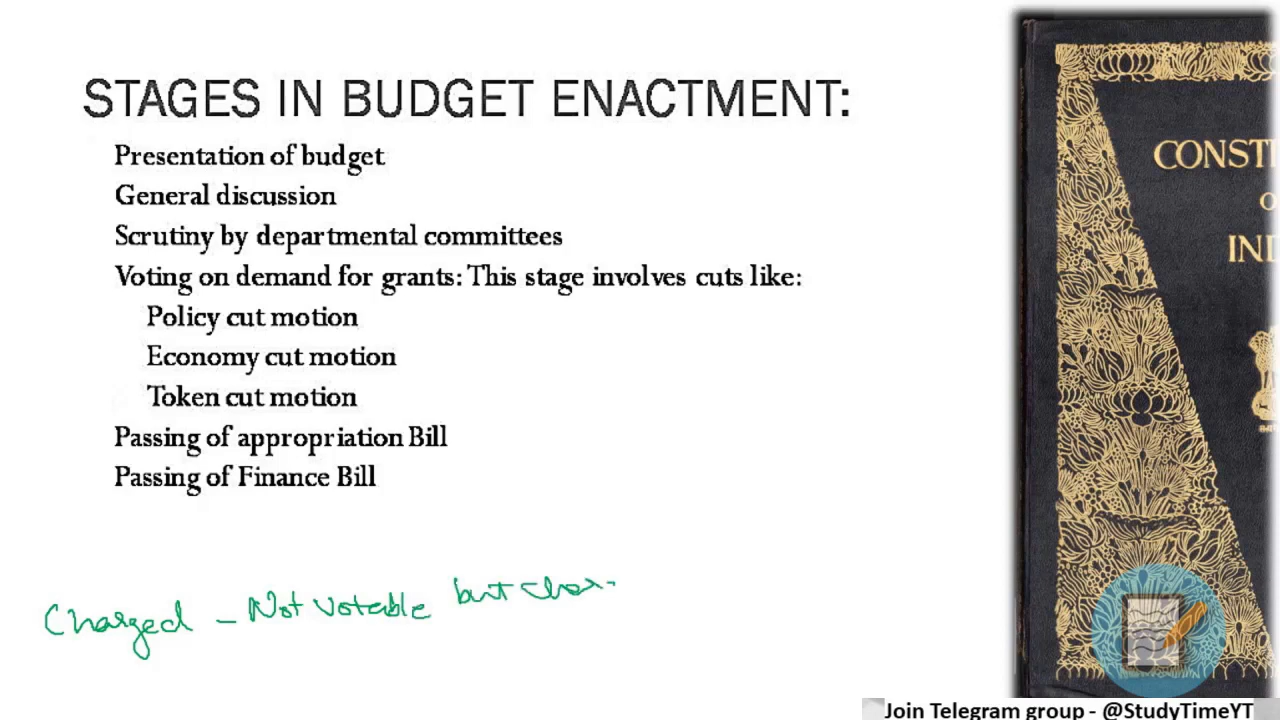 STAGES IN BUDGET ENACTMENT:
Presentation of budget
General discussion
Scrutiny by departmental committees
Voting on demand for grants: This stage involves cuts like:
Policy cut motion
Economy cut motion
Token cut motion
Passing of appropriation Bill
Passing of Finance Bill
Charged - Not votable but
CONSTI
O
IND
Join Telegram group - @StudyTimeYT